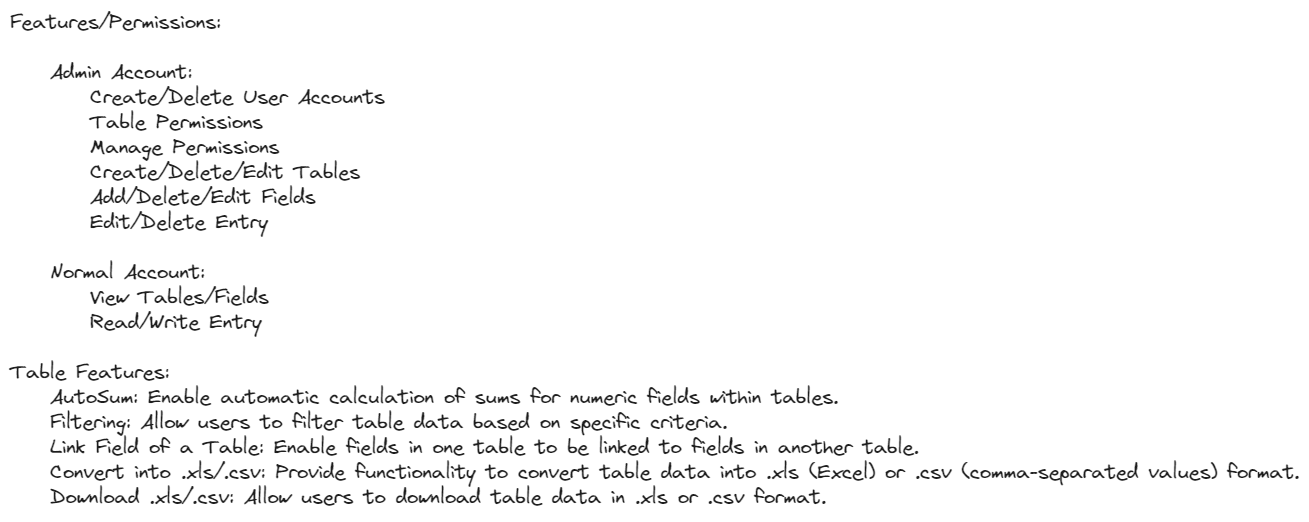 Features/Permissions:
Admin Account:
Create/Delete User Accounts
Table Permissions
Manage Permissions
Create/Delete/Edit Tables
Add/Delete/Edit Fields
Edit/Delete Entry
Normal Account:
View Tables/Fields
Read/Write Entry
Table Features:
AutoSum: Enable automatic calculation of sums for numeric fields within tables.
Filtering: Allow users to filter table data based on specific criteria.
Link Field of a Table: Enable fields in one table to be linked to fields in another table.
Convert into .xls/.csv: Provide functionality to convert table data into .xls (Excel) or .csv (comma-separated values) format.
Download .xls/.csv: Allow users to download table data in .xls or .csv format.